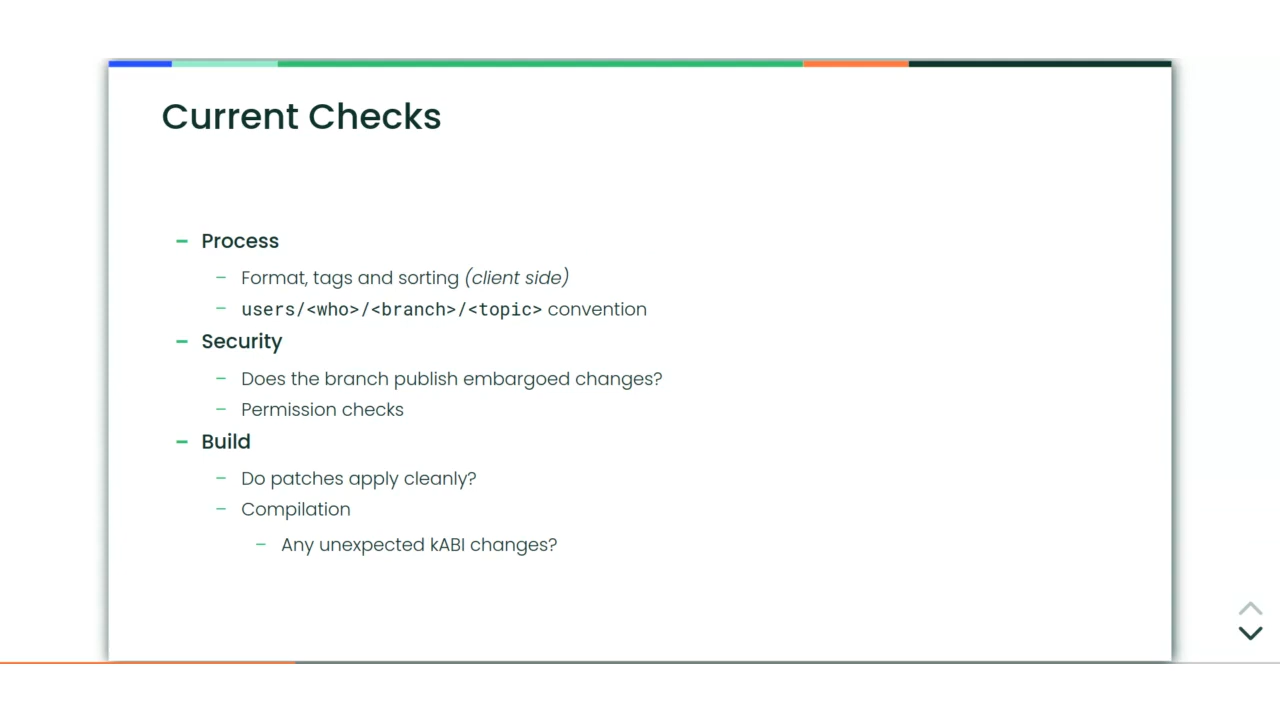 Current Checks
– Process
– Format, tags and sorting (client side)
– users/<who>/<branch>/<topic> convention
– Security
– Does the branch publish embargoed changes?
– Permission checks
– Build
– Do patches apply cleanly?
– Compilation
– Any unexpected kABI changes?